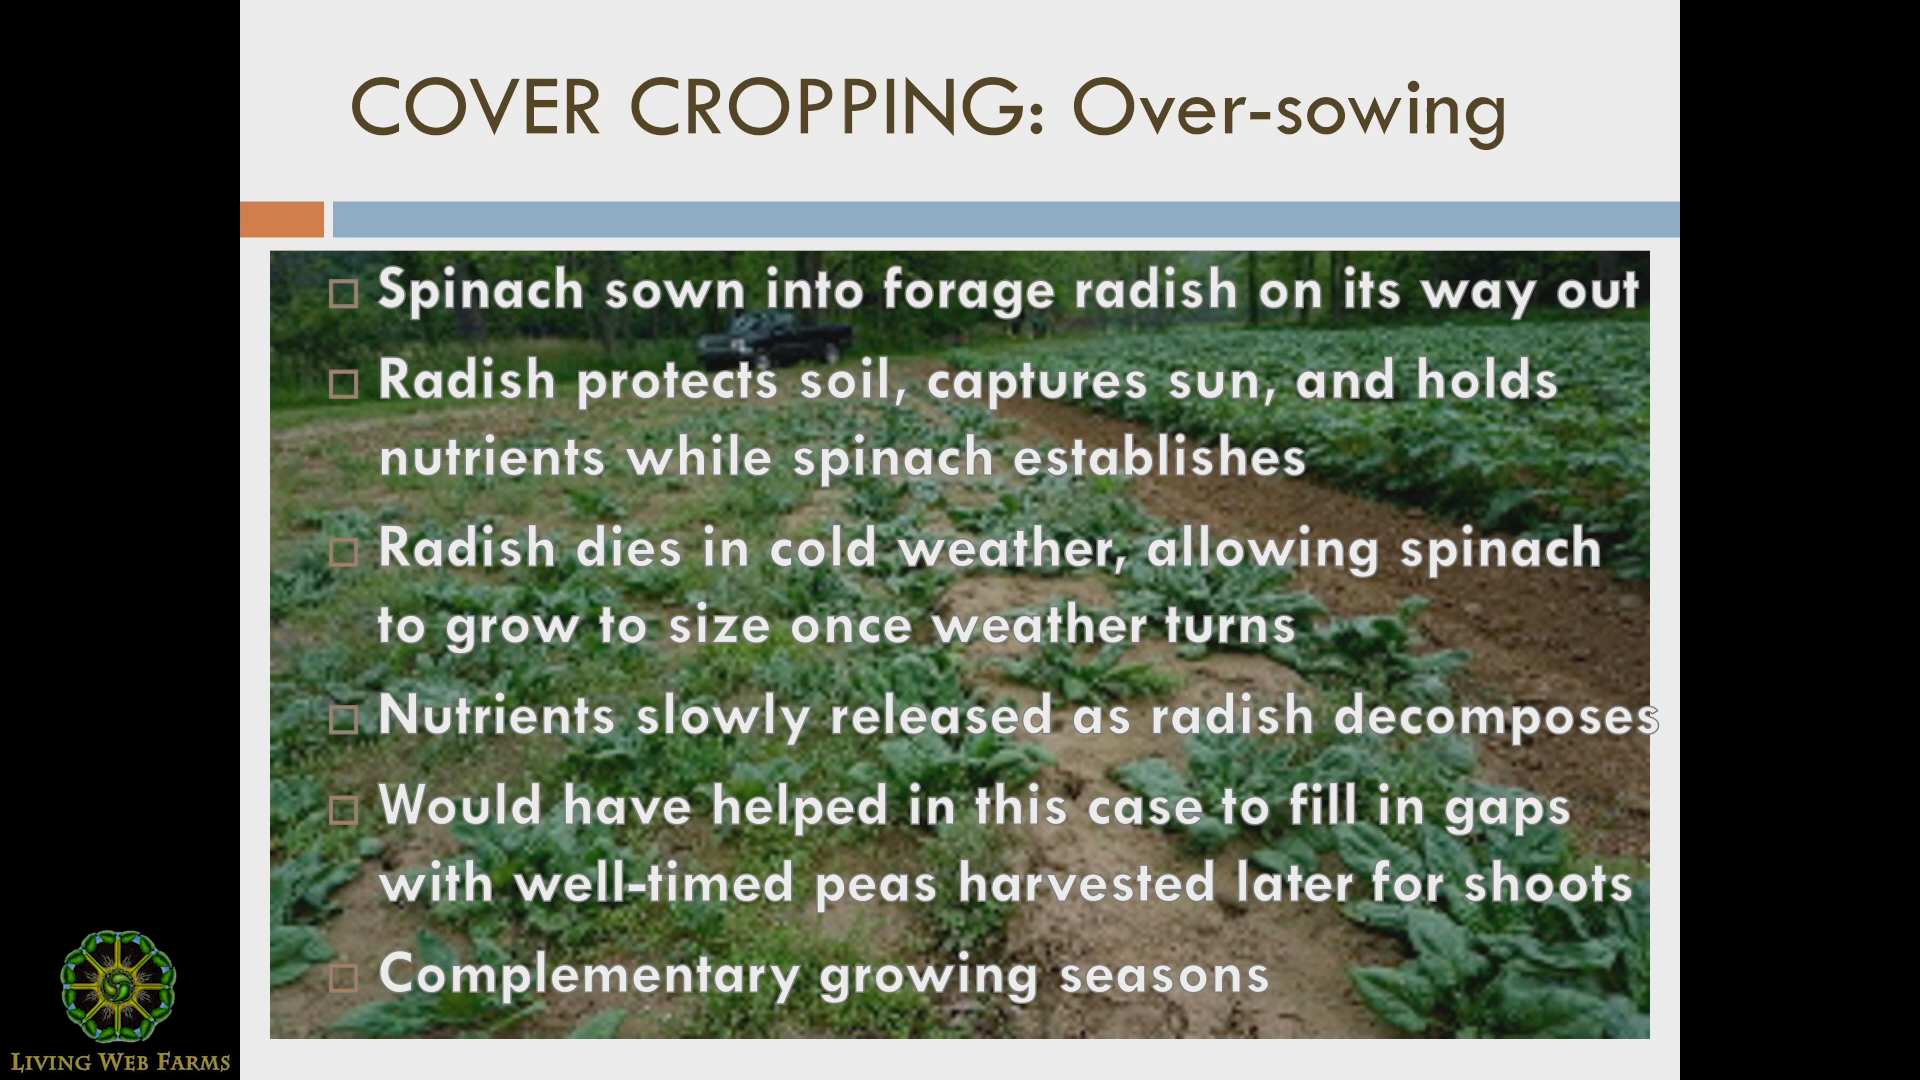 COVER CROPPING: Over-sowing
Spinach sown into forage radish on its way out
Radish protects soil, captures sun, and holds
nutrients while spinach establishes
Radish dies in cold weather, allowing spinach
to grow to size once weather turns
Nutrients slowly released as radish decomposes
Would have helped in this case to fill in gaps
with well-timed peas harvested later for shoots
Complementary growing seasons
LIVING WEB FARMS